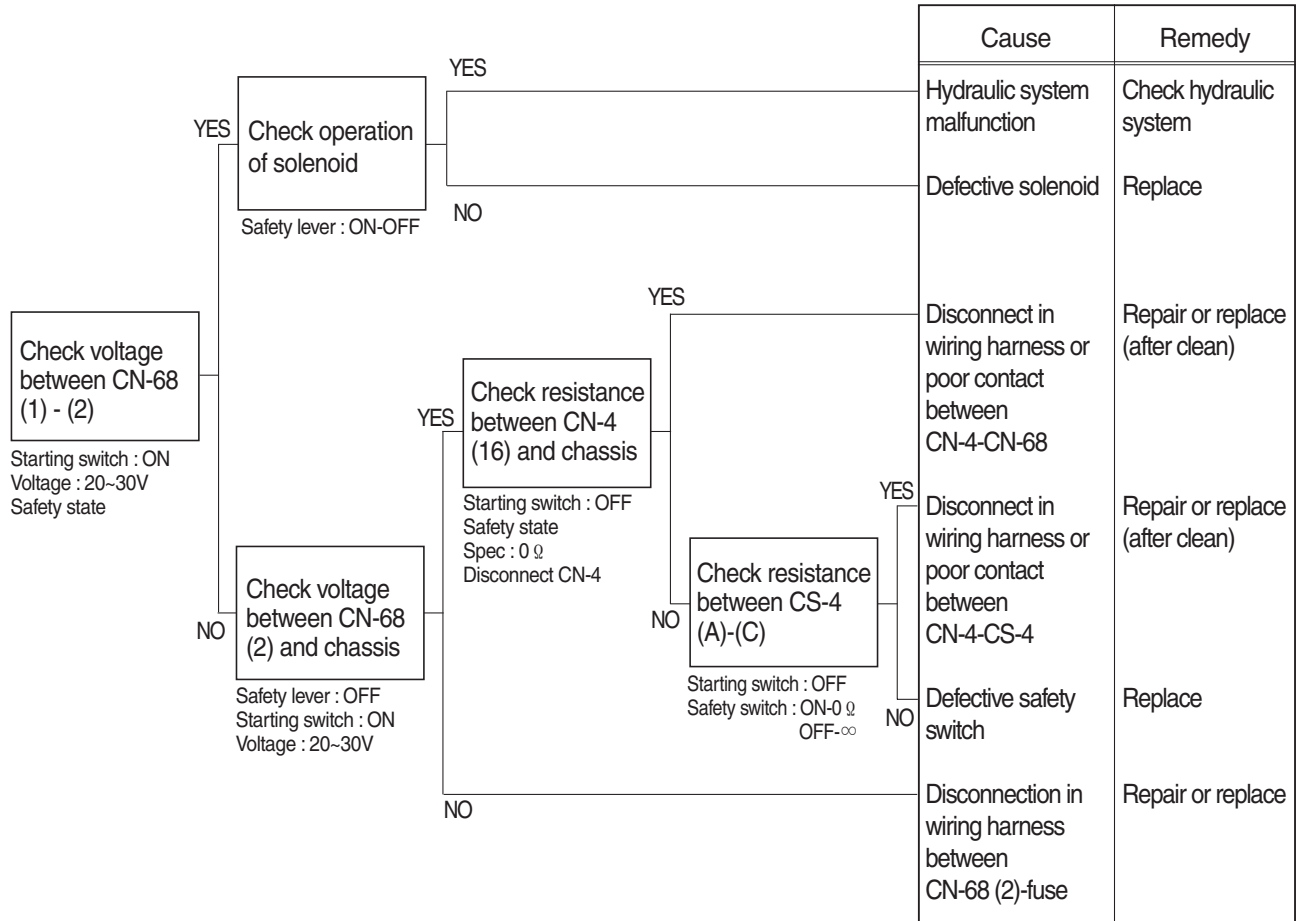 Cause
Remedy
YES
Hydraulic system
malfunction
Check hydraulic
system
YES
Check operation
of solenoid
Defective solenoid
Replace
NO
Safety lever : ON-OFF
YES
Disconnect in
wiring harness or
poor contact
between
CN-4-CN-68
Repair or replace
(after clean)
Check voltage
between CN-68
(1) - (2)
Starting switch : ON
Voltage : 20~30V
Safety state
YES
Check resistance
between CN-4
(16) and chassis
Starting switch : OFF
Safety state
Spec : 0 Ω
Disconnect CN-4
YES
Disconnect in
wiring harness or
poor contact
between
CN-4-CS-4
Repair or replace
(after clean)
NO
Check voltage
between CN-68
(2) and chassis
Safety lever : OFF
Starting switch : ON
Voltage : 20~30V
NO
Check resistance
between CS-4
(A)-(C)
Starting switch : OFF
Safety switch : ON-0 Ω
OFF-∞
NO
Defective safety
switch
Replace
NO
Disconnection in
wiring harness
between
CN-68 (2)-fuse
Repair or replace